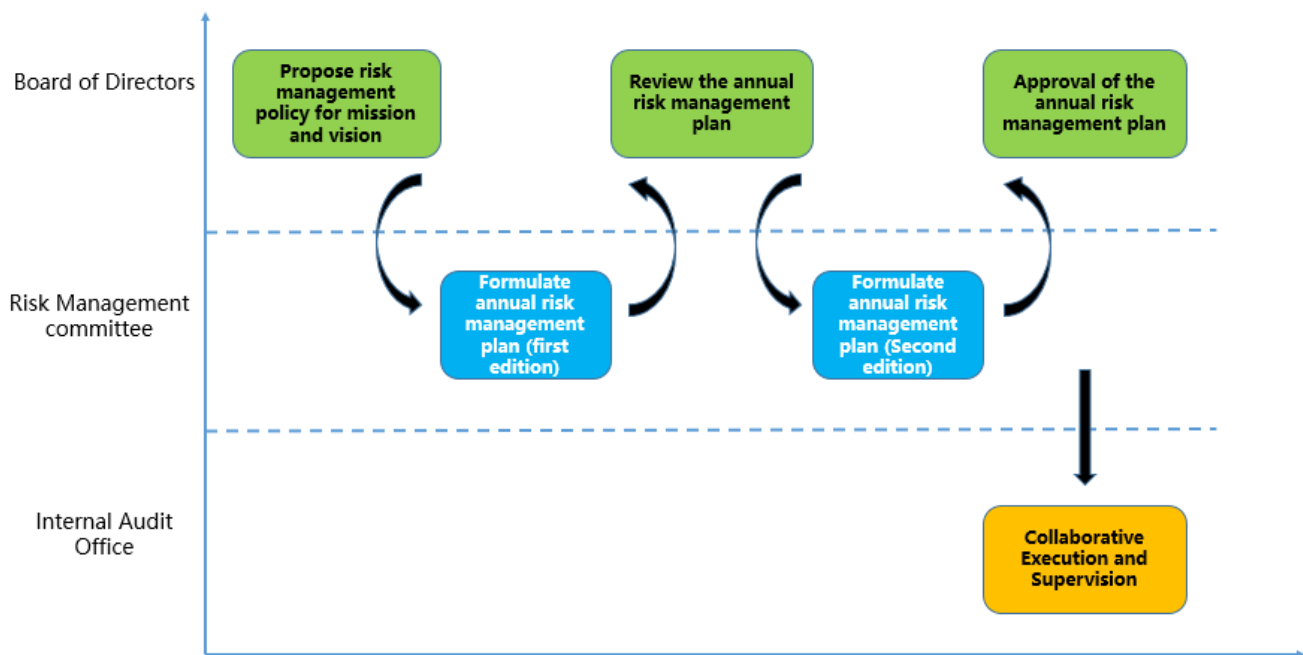 Board of Directors
Propose risk
management
policy for mission
and vision
Review the annual
risk management
plan
Approval of the
annual risk
management plan
Risk Management
committee
Formulate
annual risk
management
plan (first
edition)
Formulate
annual risk
management
plan (Second
edition)
Internal Audit
Office
Collaborative
Execution and
Supervision